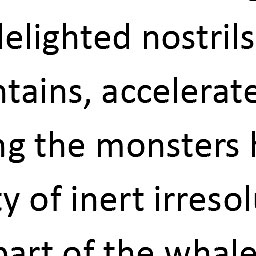 delighted nostrils
ntains, accelerate
ng the monsters h
ty of inert irresolu
part of the whale